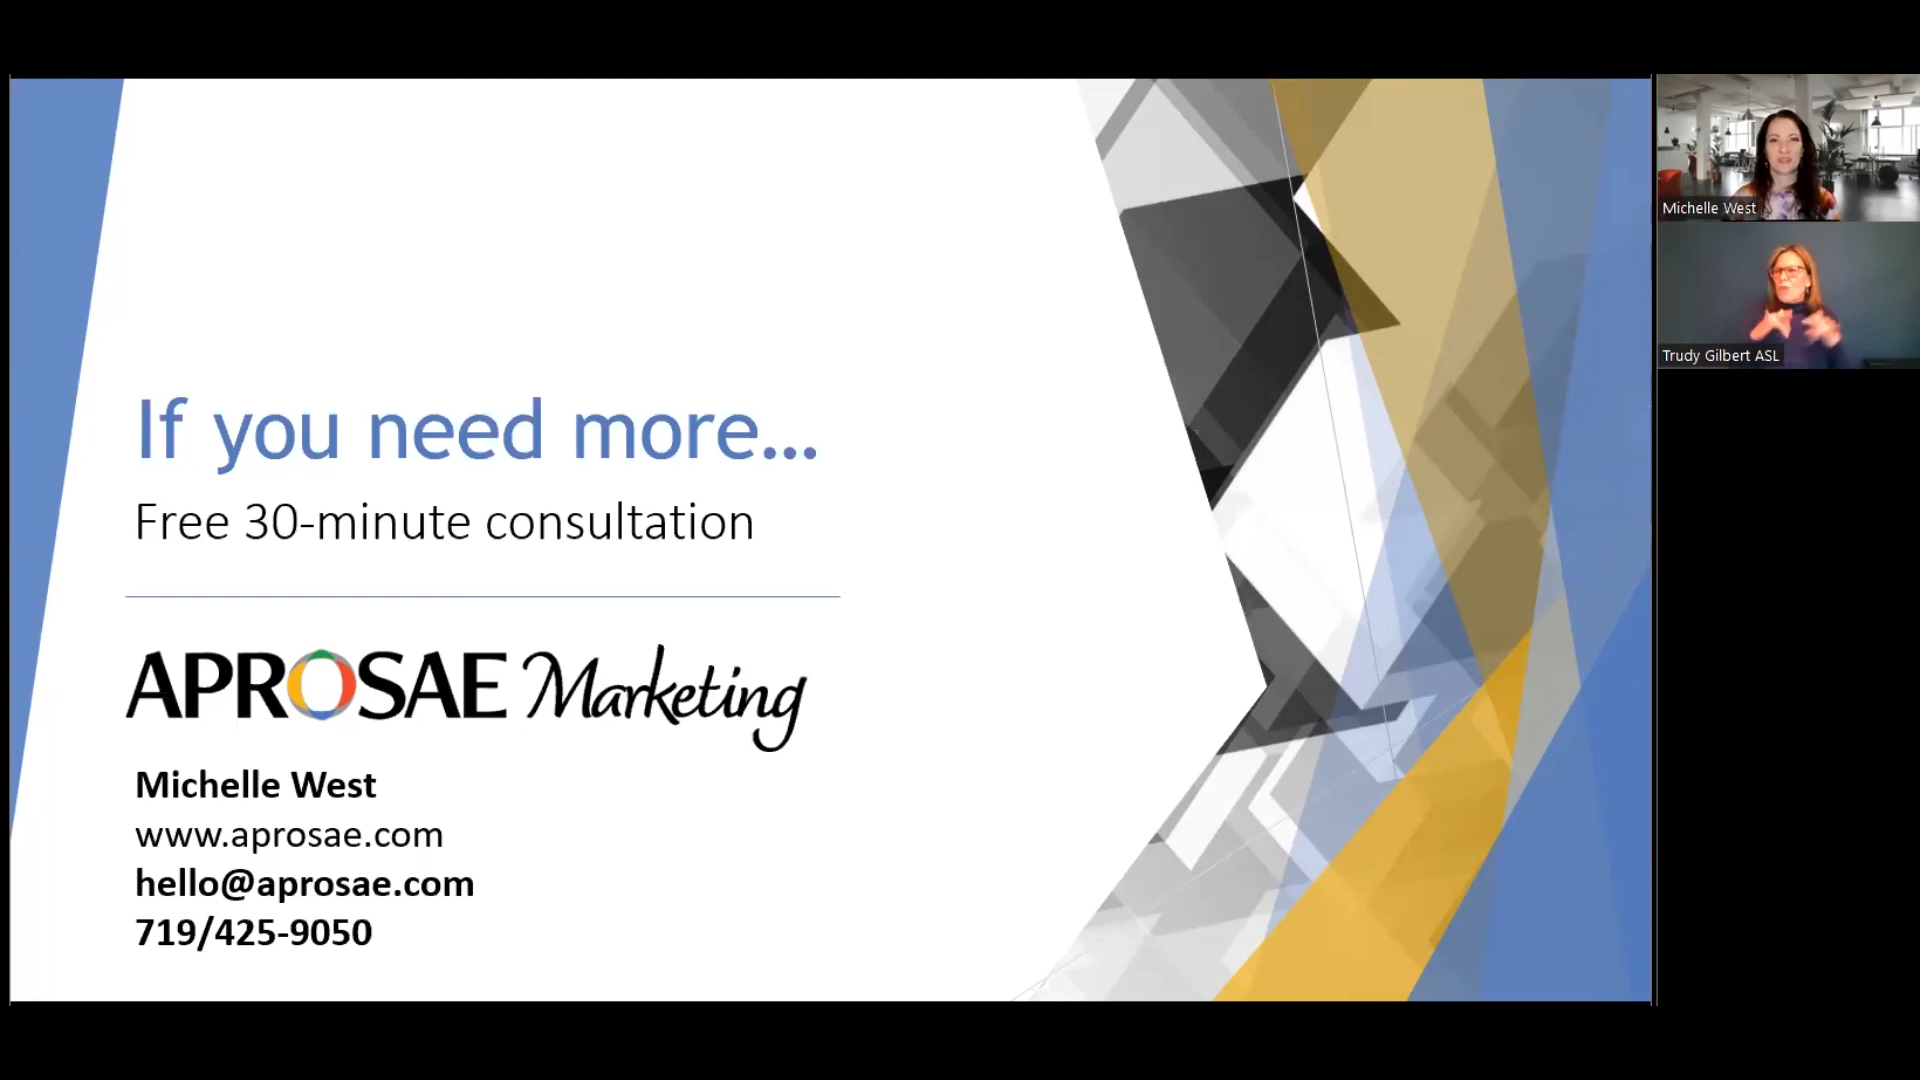 If you need more...
Free 30-minute consultation
APROSAE Marketing
Michelle West
www.aprosae.com
hello@aprosae.com
719/425-9050
Michelle West
Trudy Gilbert ASL